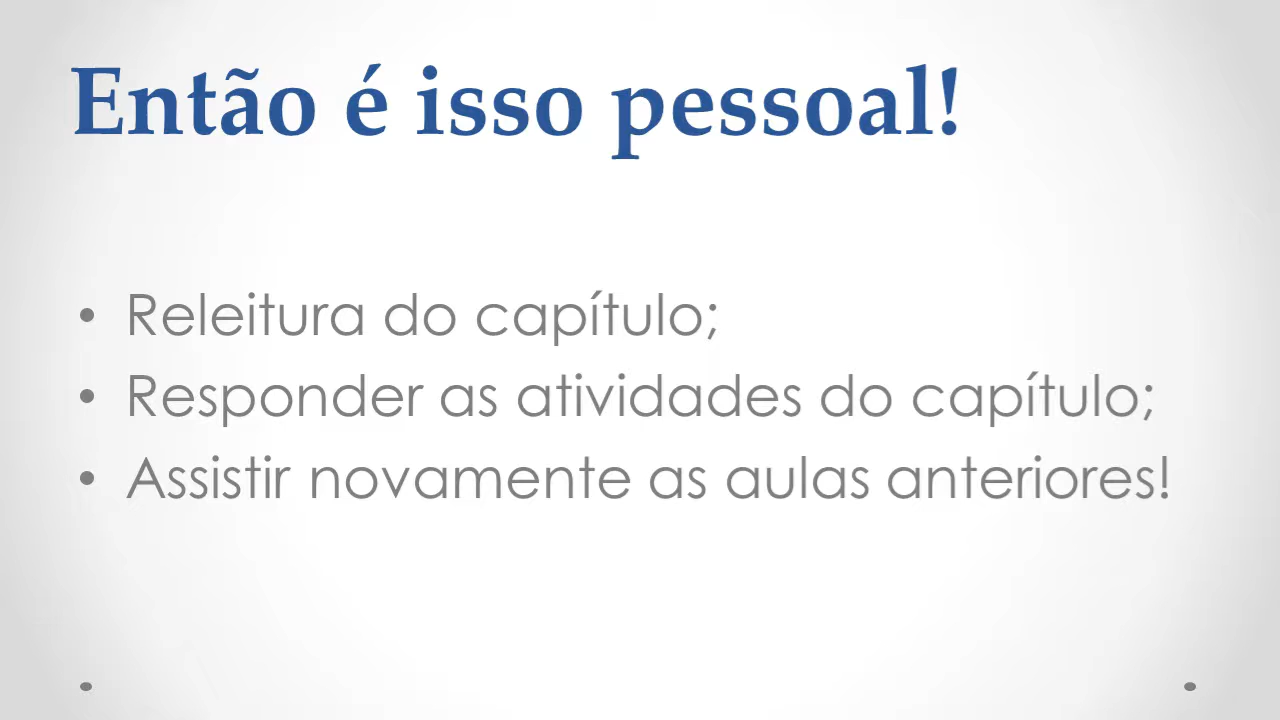 Então é isso pessoal!
• Releitura do capítulo;
• Responder as atividades do capítulo;
• Assistir novamente as aulas anteriores!